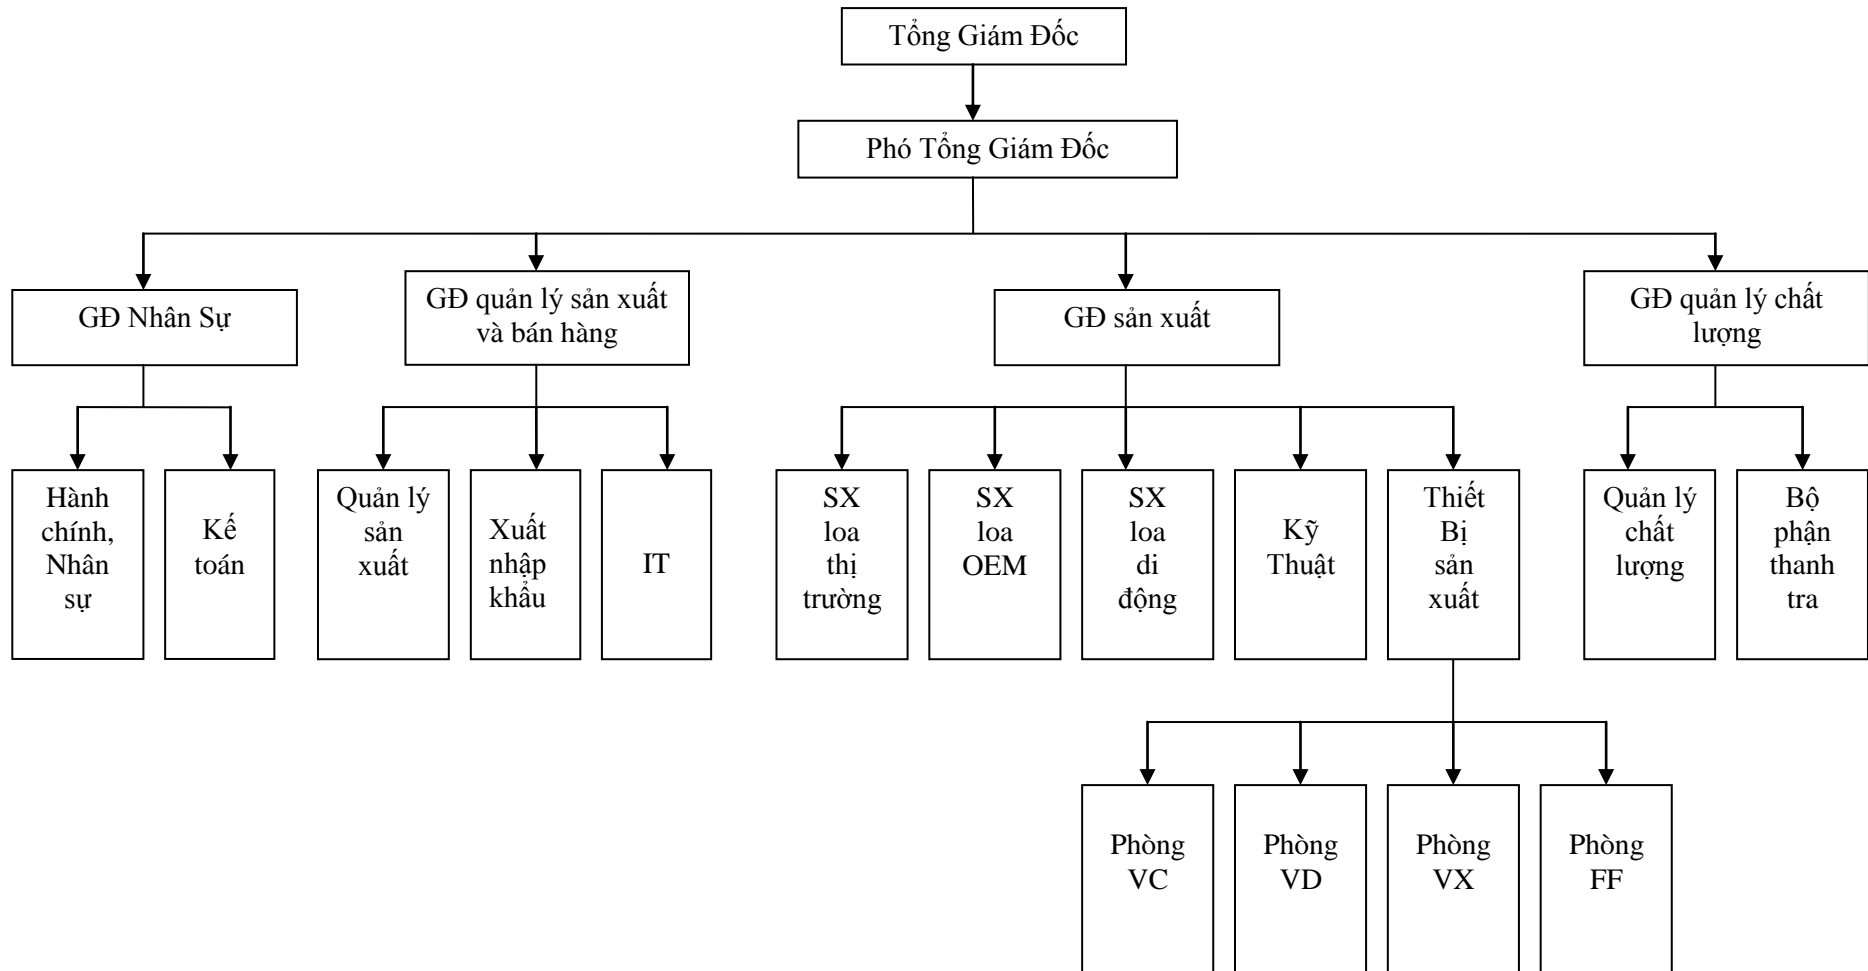 Tổng Giám Đốc
Phó Tổng Giám Đốc
GĐ Nhân Sự
GĐ quản lý sản xuất
và bán hàng
GĐ sản xuất
GĐ quản lý chất
lượng
Hành
chính,
Nhân
sự
Kế
toán
Quản lý
sản
xuất
Xuất
nhập
khẩu
IT
SX
loa
thị
trường
SX
loa
OEM
SX
loa
di
động
Kỹ
Thuật
Thiết
Bị
sản
xuất
Quản lý
chất
lượng
Bộ
phận
thanh
tra
Phòng
VC
Phòng
VD
Phòng
VX
Phòng
FF